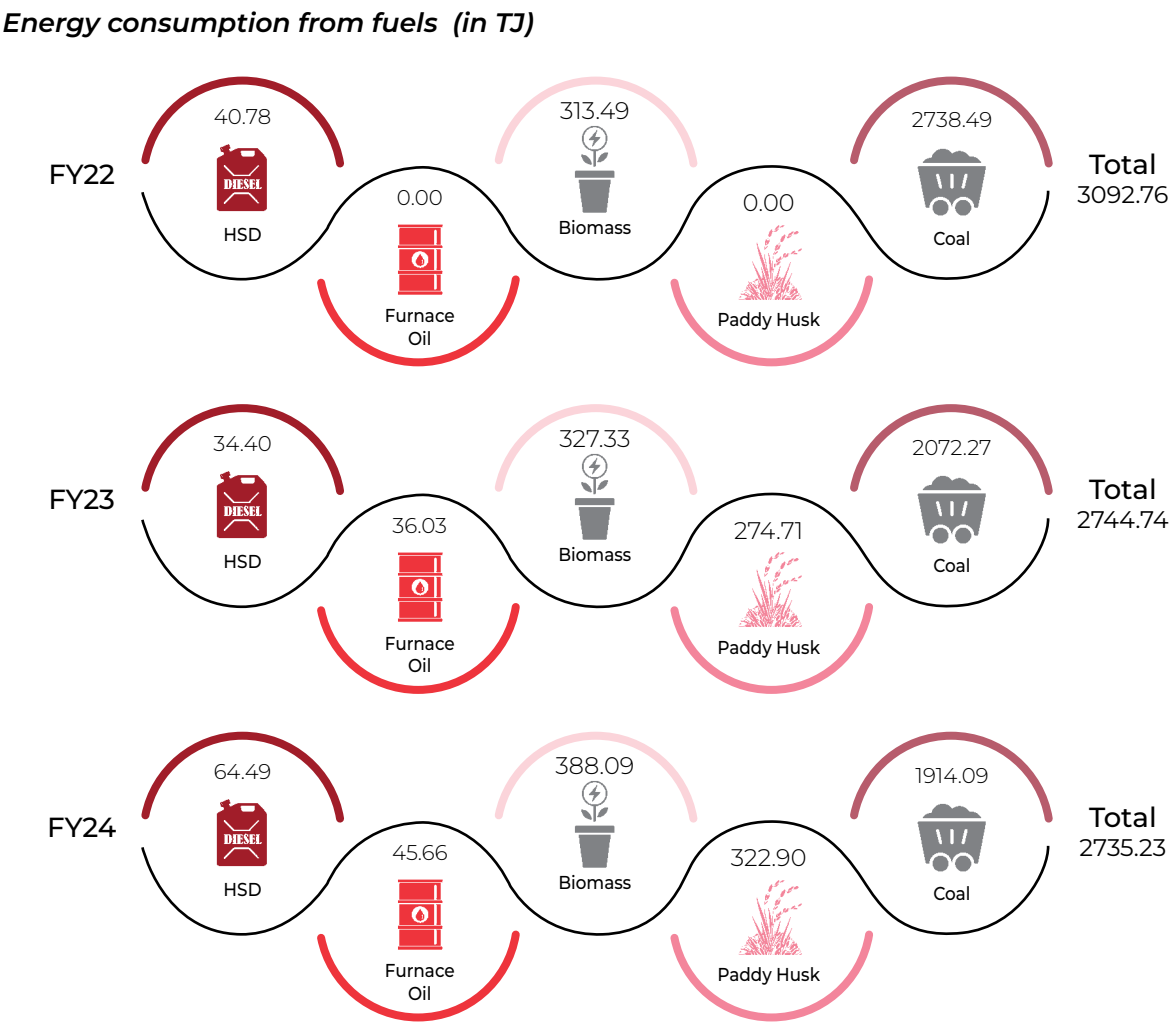 Energy consumption from fuels (in TJ)
FY22
40.78
DIESEL
HSD
0.00
Furnace
Oil
313.49
Biomass
0.00
Paddy Husk
2738.49
Coal
Total
3092.76
FY23
34.40
DIESEL
HSD
36.03
Furnace
Oil
327.33
Biomass
274.71
Paddy Husk
2072.27
Coal
Total
2744.74
FY24
64.49
DIESEL
HSD
45.66
Furnace
Oil
388.09
Biomass
322.90
Paddy Husk
1914.09
Coal
Total
2735.23